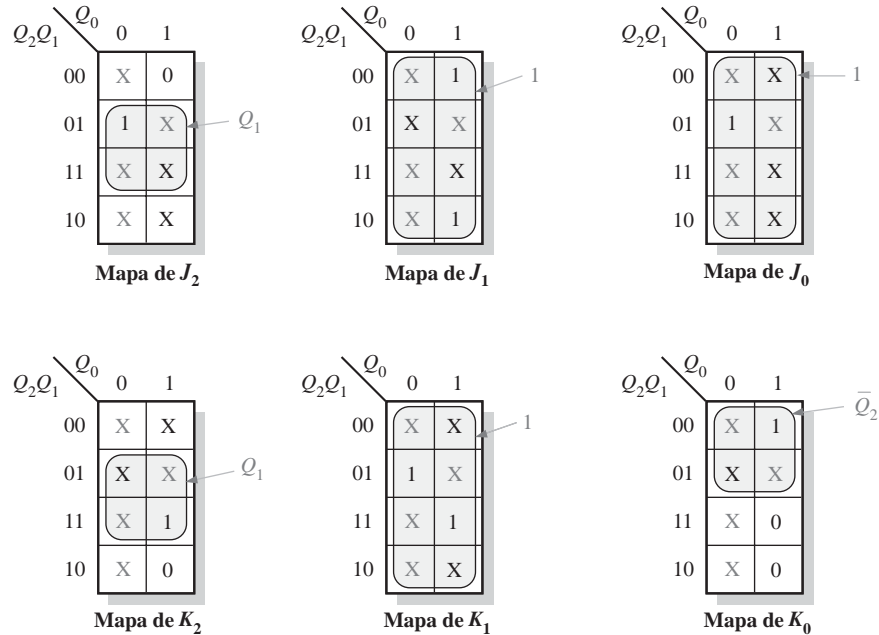 Q₀ Q₀ Q₀
Q₂Q₁ 0 1 Q₂Q₁ 0 1 Q₂Q₁ 0 1
00 X 0 00 X 1 1 00 X X 1
01 1 X Q₁ 01 X X 01 1 X
11 X X 11 X X 11 X X
10 X X 10 X 1 10 X X
Mapa de J₂ Mapa de J₁ Mapa de J₀
Q₀ Q₀ Q₀
Q₂Q₁ 0 1 Q₂Q₁ 0 1 Q₂Q₁ 0 1 Q̅₂
00 X X 00 X X 1 00 X 1
01 X X Q₁ 01 1 X 01 X X
11 X 1 11 X 1 11 X 0
10 X 0 10 X X 10 X 0
Mapa de K₂ Mapa de K₁ Mapa de K₀